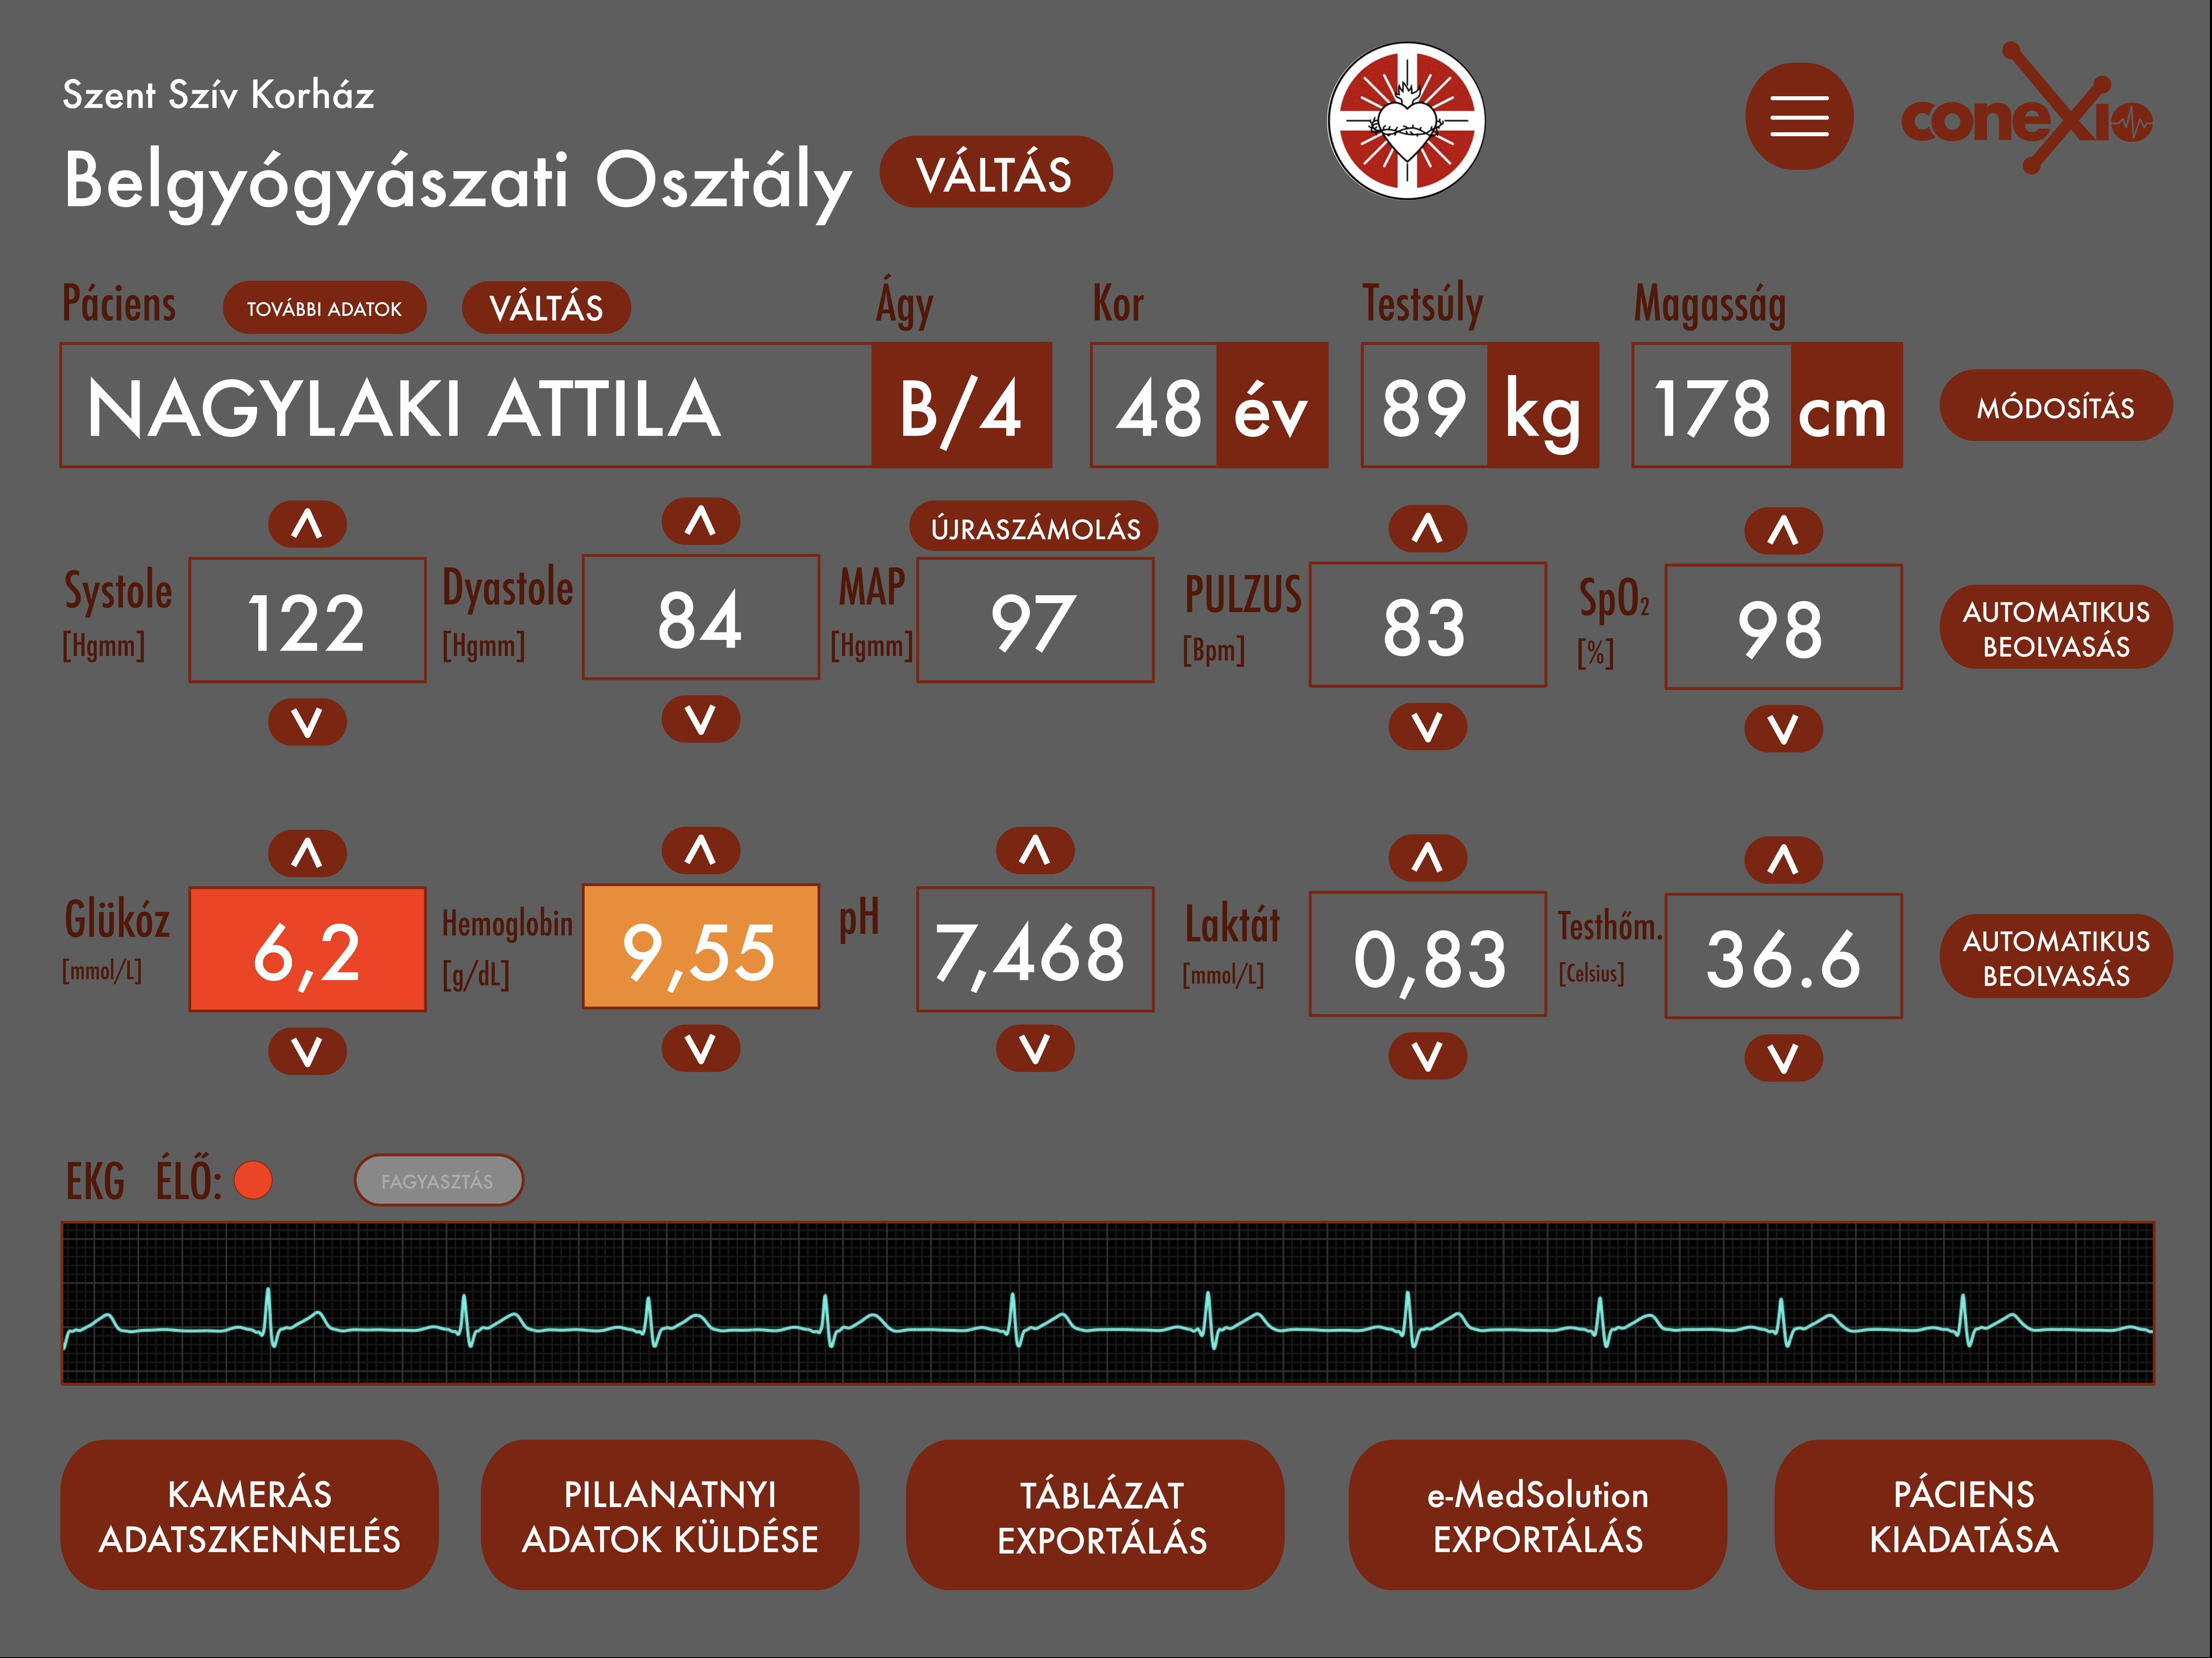 Szent Szív Korház
Belgyógyászati Osztály VÁLTÁS
coneXio
Páciens TOVÁBBI ADATOK VÁLTÁS Ágy Kor Testsúly Magasság
NAGYLAKI ATTILA B/4 48 év 89 kg 178 cm MÓDOSÍTÁS
ÚJRASZÁMOLÁS
Systole [Hgmm] 122
Dyastole [Hgmm] 84
MAP [Hgmm] 97
PULZUS [Bpm] 83
SpO₂ [%] 98
AUTOMATIKUS
BEOLVASÁS
Glükóz [mmol/L] 6,2
Hemoglobin [g/dL] 9,55
pH 7,468
Laktát [mmol/L] 0,83
Testhőm. [Celsius] 36.6
AUTOMATIKUS
BEOLVASÁS
EKG ÉLŐ: FAGYASZTÁS
KAMERÁS
ADATSZKENNELÉS
PILLANATNYI
ADATOK KÜLDÉSE
TÁBLÁZAT
EXPORTÁLÁS
e-MedSolution
EXPORTÁLÁS
PÁCIENS
KIADATÁSA